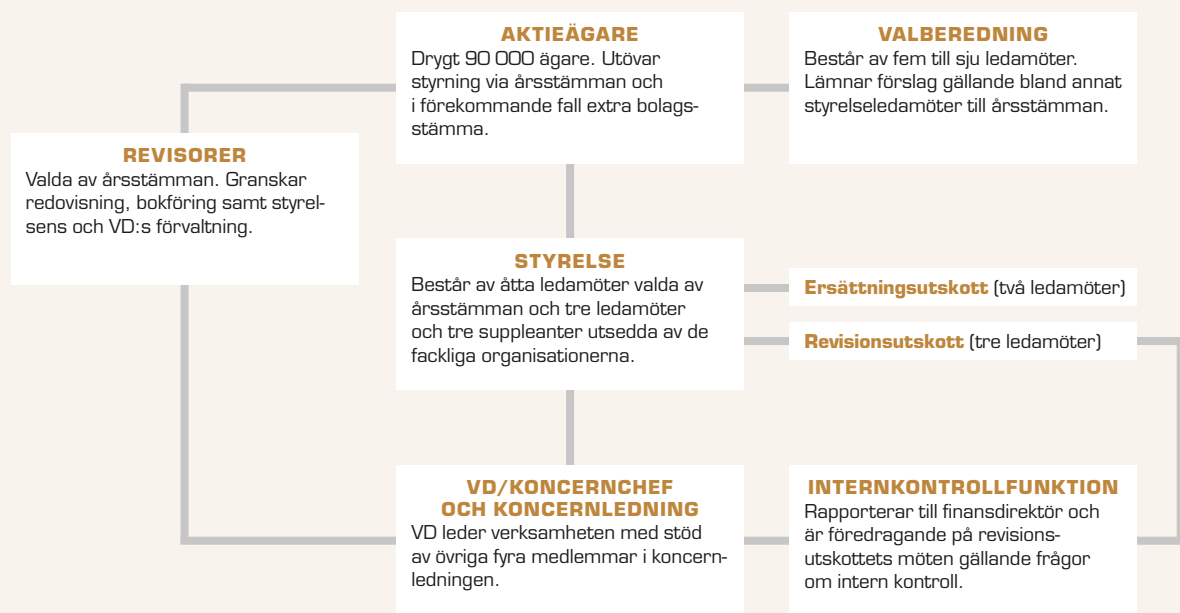 AKTIEÄGARE
Drygt 90 000 ägare. Utövar
styrning via årsstämman och
i förekommande fall extra bolags-
stämma.
VALBEREDNING
Består av fem till sju ledamöter.
Lämnar förslag gällande bland annat
styrelseledamöter till årsstämman.
REVISORER
Valda av årsstämman. Granskar
redovisning, bokföring samt styrel-
sens och VD:s förvaltning.
STYRELSE
Består av åtta ledamöter valda av
årsstämman och tre ledamöter
och tre suppleanter utsedda av de
fackliga organisationerna.
Ersättningsutskott (två ledamöter)
Revisionsutskott (tre ledamöter)
VD/KONCERNCHEF
OCH KONCERNLEDNING
VD leder verksamheten med stöd
av övriga fyra medlemmar i koncern-
ledningen.
INTERNKONTROLLFUNKTION
Rapporterar till finansdirektör och
är föredragande på revisions-
utskottets möten gällande frågor
om intern kontroll.